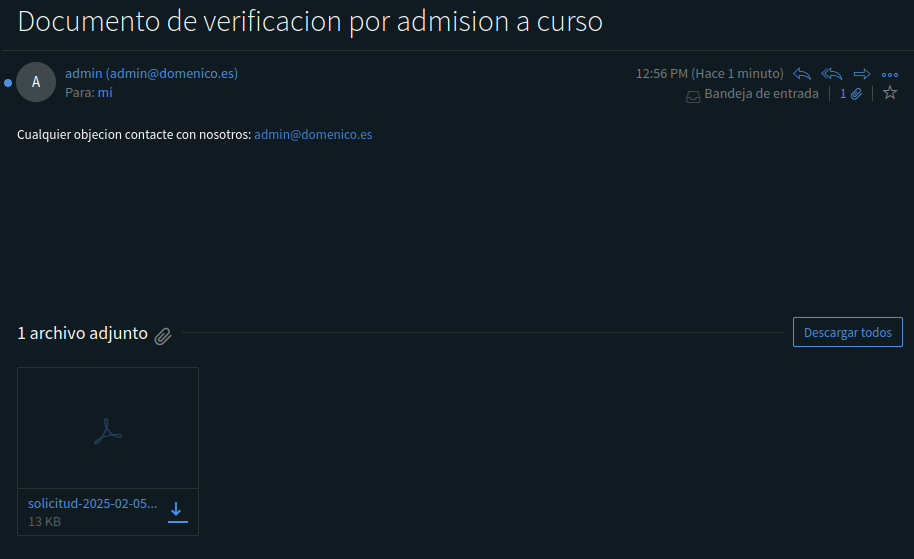 Documento de verificacion por admision a curso
A
admin (admin@domenico.es)
12:56 PM (Hace 1 minuto)
Para: mí
Bandeja de entrada
1
Cualquier objecion contacte con nosotros: admin@domenico.es
1 archivo adjunto
Descargar todos
solicitud-2025-02-05...
13 KB